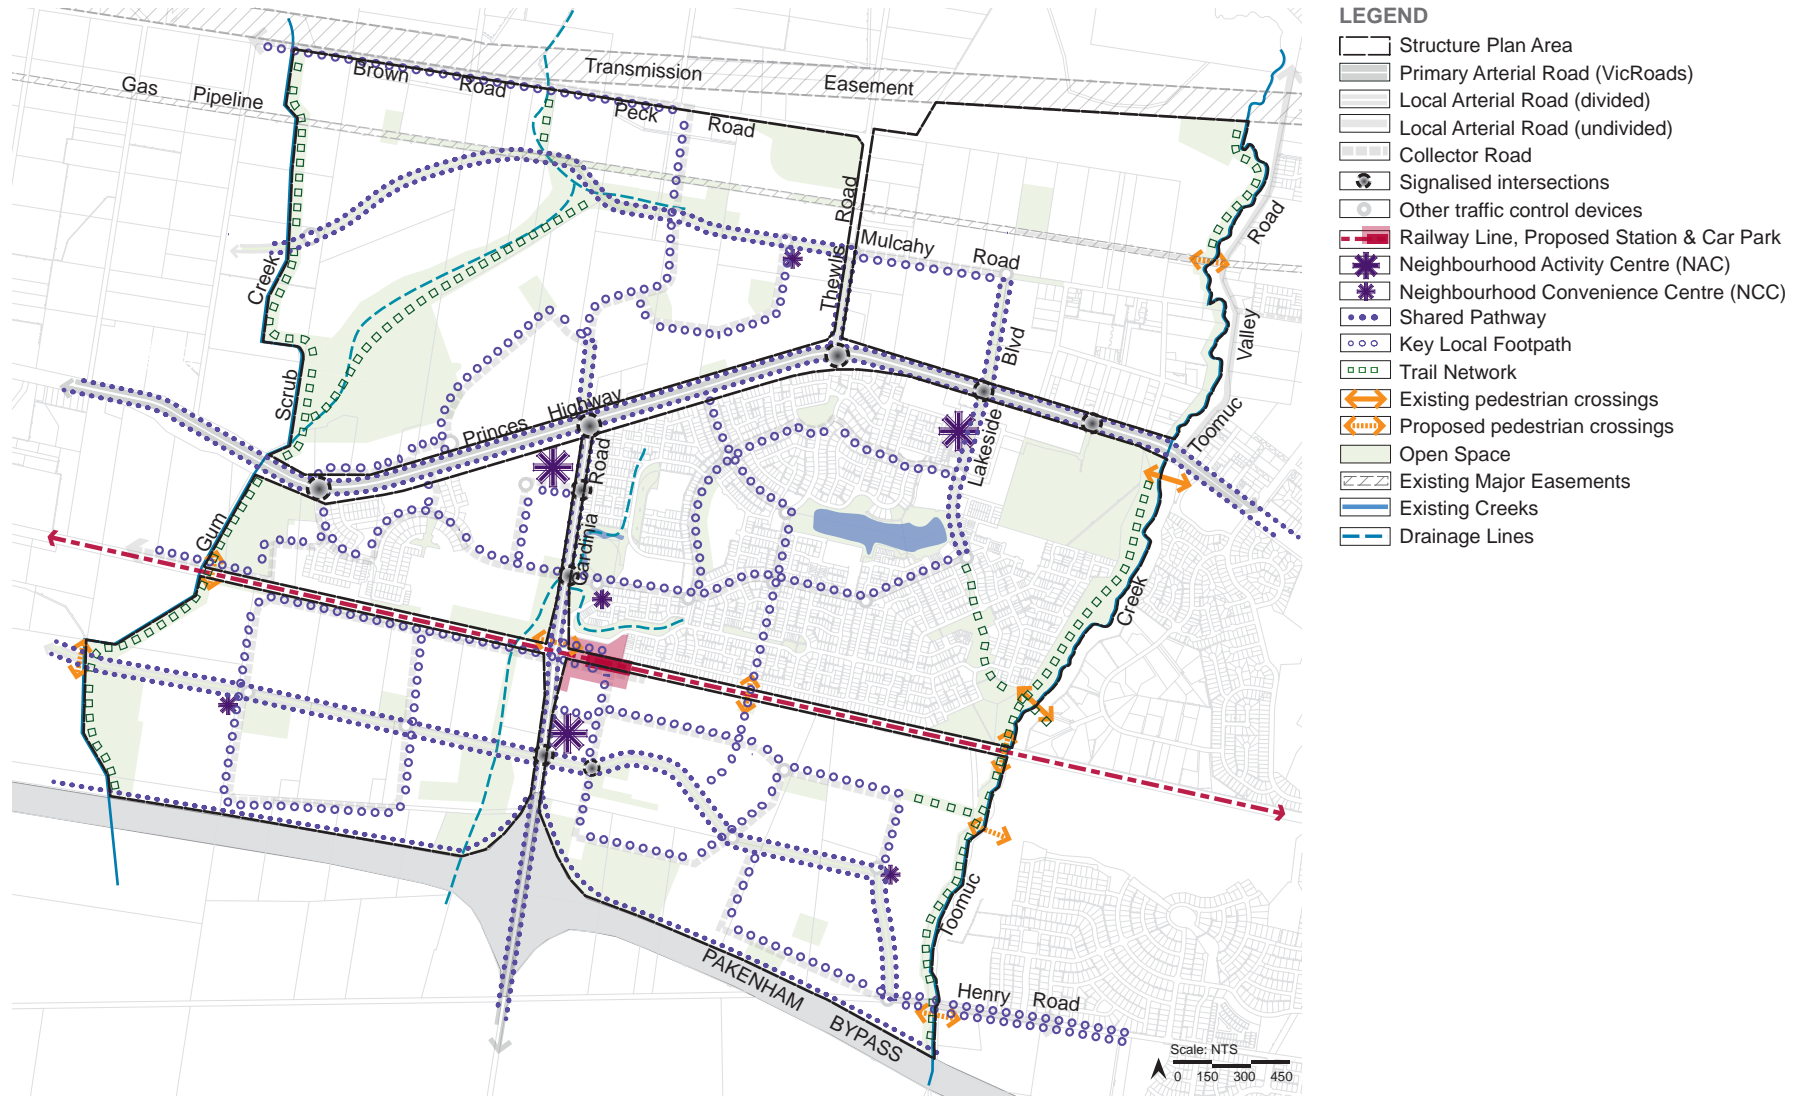 LEGEND
Structure Plan Area
Primary Arterial Road (VicRoads)
Local Arterial Road (divided)
Local Arterial Road (undivided)
Collector Road
Signalised intersections
Other traffic control devices
Railway Line, Proposed Station & Car Park
Neighbourhood Activity Centre (NAC)
Neighbourhood Convenience Centre (NCC)
Shared Pathway
Key Local Footpath
Trail Network
Existing pedestrian crossings
Proposed pedestrian crossings
Open Space
Existing Major Easements
Existing Creeks
Drainage Lines
Brown Road
Transmission Easement
Gas Pipeline
Peck Road
Thewlis Road
Mulcahy Road
Toomuc Valley Road
Scrub Creek
Princes Highway
Lakeside Blvd
Cardinia Road
Gum
Toomuc Creek
Toomuc
Henry Road
PAKENHAM BYPASS
Scale: NTS
0 150 300 450